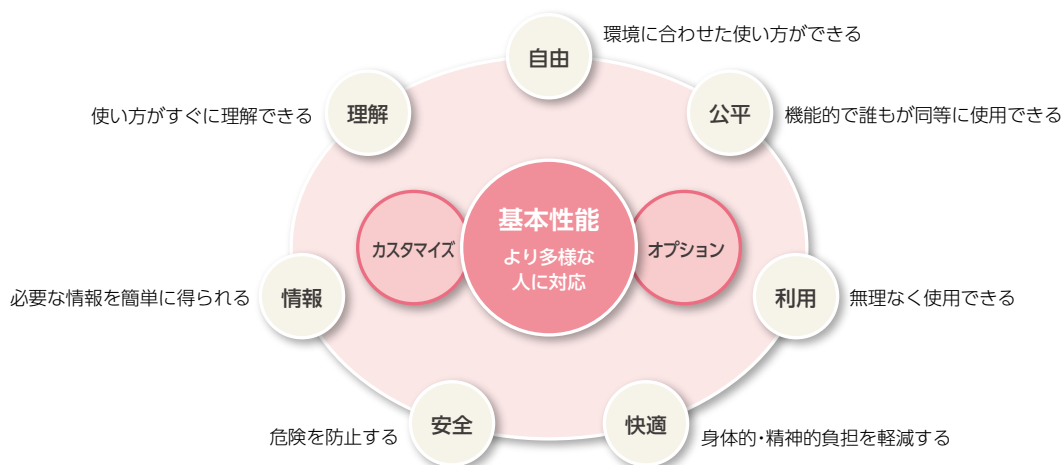 自由
環境に合わせた使い方ができる
使い方がすぐに理解できる
理解
公平
機能的で誰もが同等に使用できる
カスタマイズ
基本性能
より多様な
人に対応
オプション
必要な情報を簡単に得られる
情報
利用
無理なく使用できる
危険を防止する
安全
快適
身体的・精神的負担を軽減する